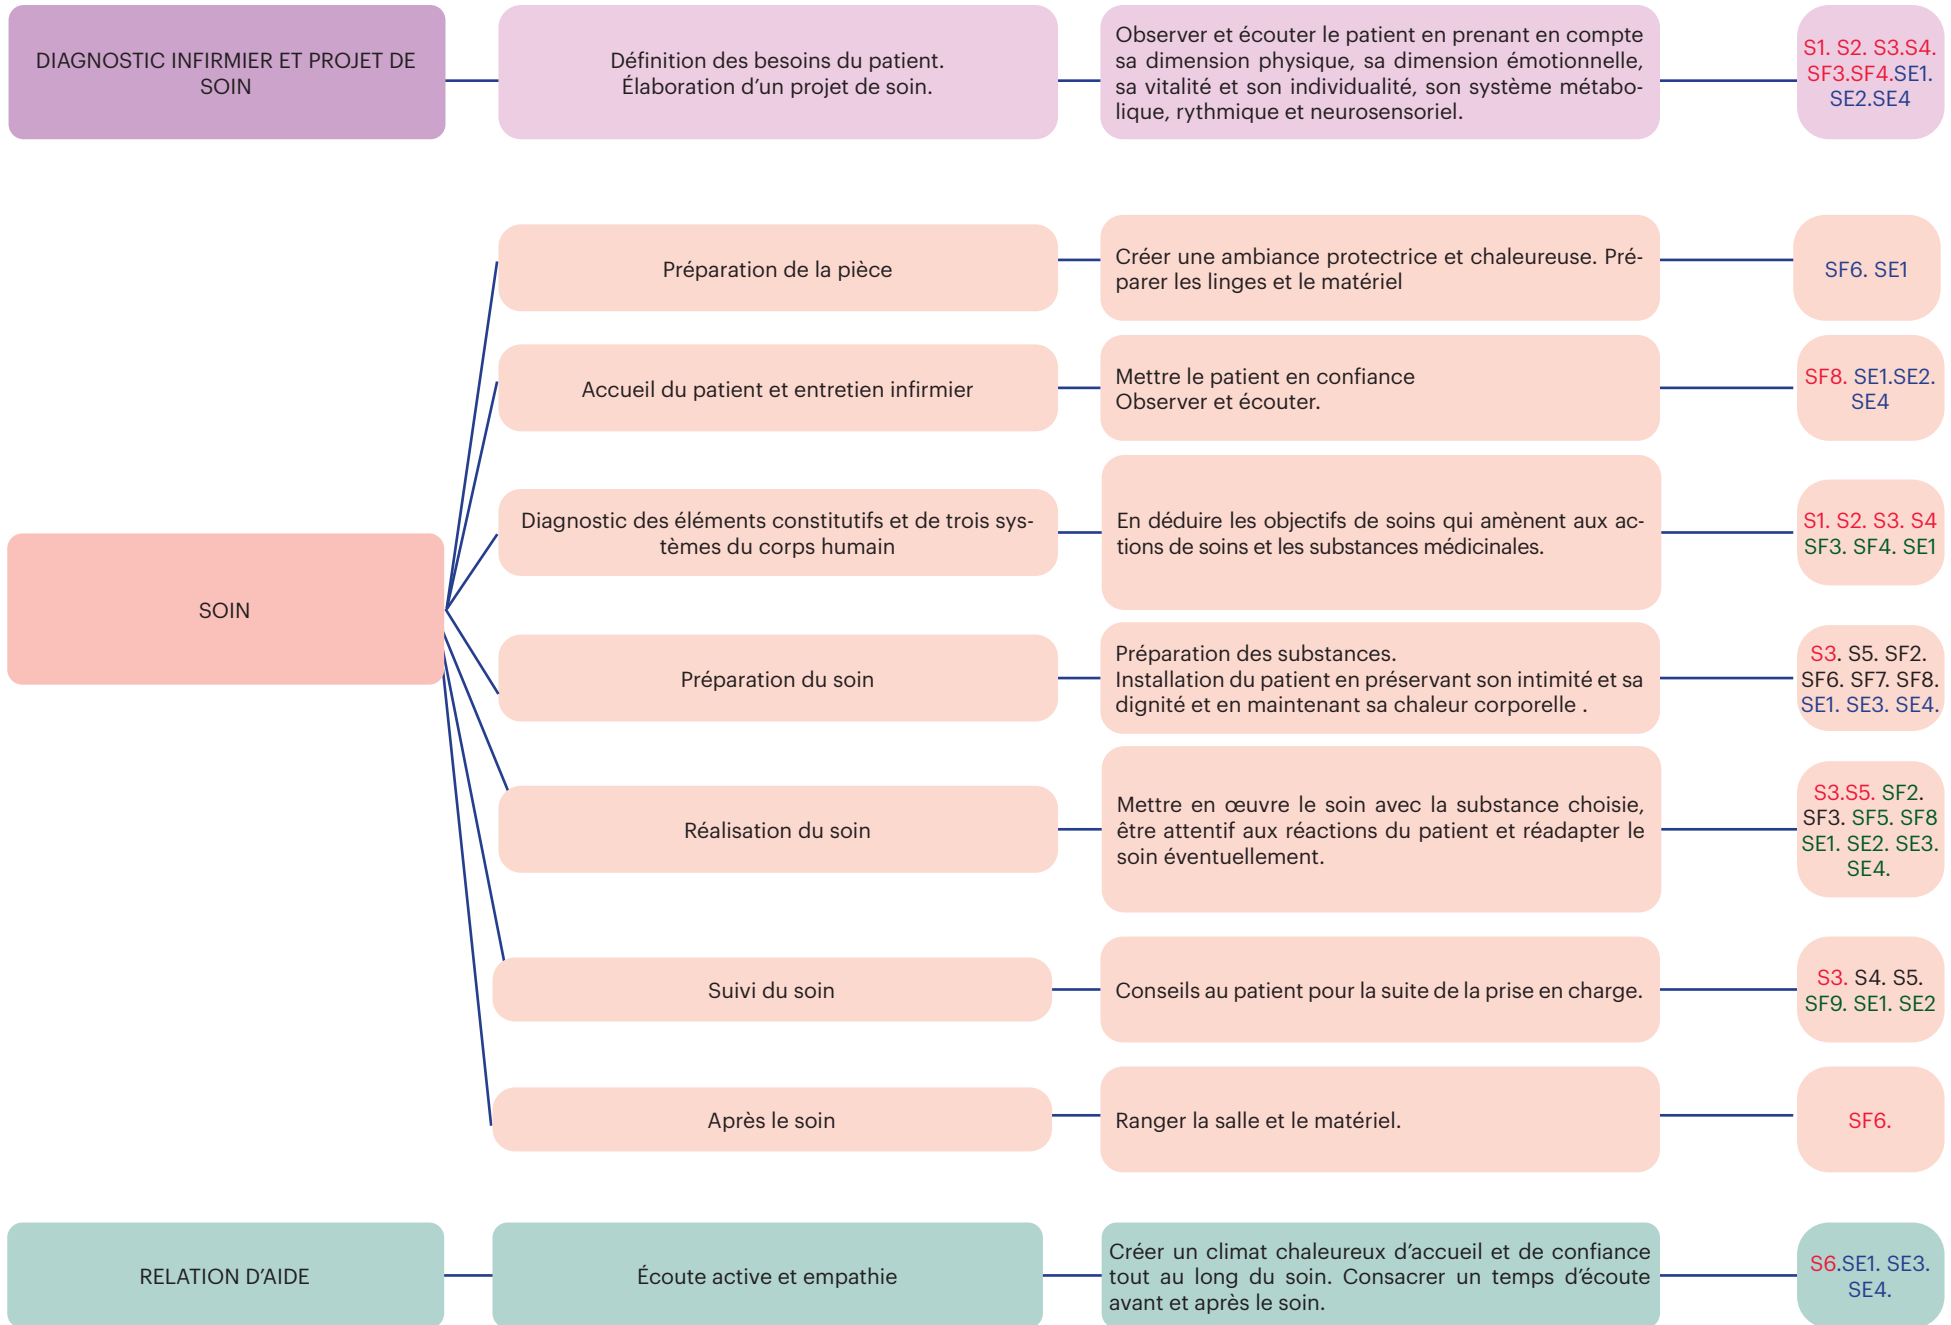 DIAGNOSTIC INFIRMIER ET PROJET DE
SOIN
Définition des besoins du patient.
Élaboration d'un projet de soin.
Observer et écouter le patient en prenant en compte
sa dimension physique, sa dimension émotionnelle,
sa vitalité et son individualité, son système métabo-
lique, rythmique et neurosensoriel.
S1. S2. S3.S4.
SF3.SF4.SE1.
SE2.SE4
SOIN
Préparation de la pièce
Créer une ambiance protectrice et chaleureuse. Pré-
parer les linges et le matériel
SF6. SE1
Accueil du patient et entretien infirmier
Mettre le patient en confiance
Observer et écouter.
SF8. SE1.SE2.
SE4
Diagnostic des éléments constitutifs et de trois sys-
tèmes du corps humain
En déduire les objectifs de soins qui amènent aux ac-
tions de soins et les substances médicinales.
S1. S2. S3. S4
SF3. SF4. SE1
Préparation du soin
Préparation des substances.
Installation du patient en préservant son intimité et sa
dignité et en maintenant sa chaleur corporelle .
S3. S5. SF2.
SF6. SF7. SF8.
SE1. SE3. SE4.
Réalisation du soin
Mettre en œuvre le soin avec la substance choisie,
être attentif aux réactions du patient et réadapter le
soin éventuellement.
S3.S5. SF2.
SF3. SF5. SF8
SE1. SE2. SE3.
SE4.
Suivi du soin
Conseils au patient pour la suite de la prise en charge.
S3. S4. S5.
SF9. SE1. SE2
Après le soin
Ranger la salle et le matériel.
SF6.
RELATION D'AIDE
Écoute active et empathie
Créer un climat chaleureux d'accueil et de confiance
tout au long du soin. Consacrer un temps d'écoute
avant et après le soin.
S6.SE1. SE3.
SE4.